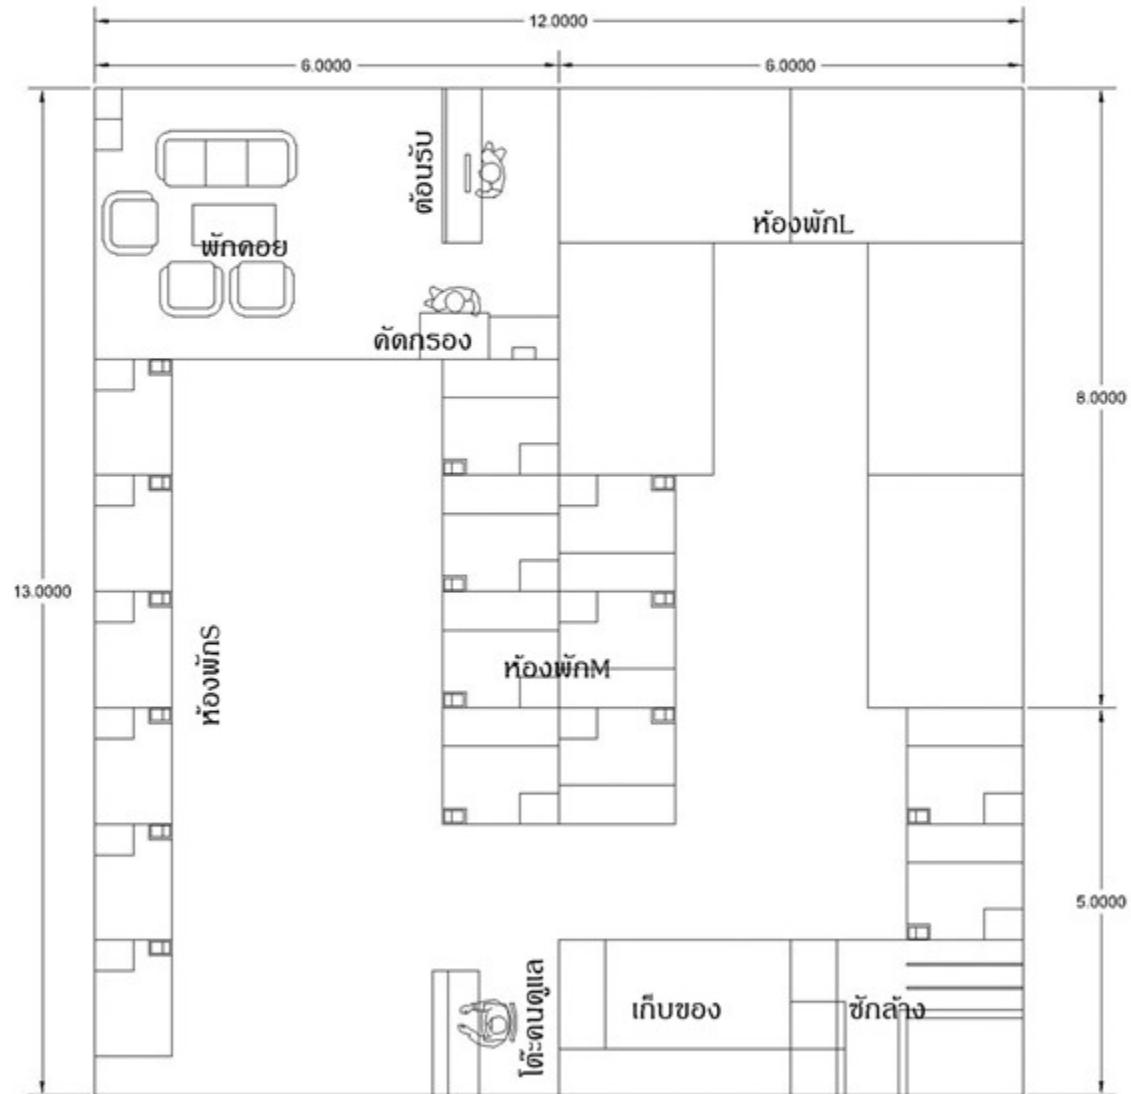 12.0000
6.0000
6.0000
ต้อนรับ
ห้องพักL
พักคอย
คัดกรอง
8.0000
13.0000
ห้องพักS
ห้องพักM
5.0000
โต๊ะคนดูแล
เก็บของ
ซักล้าง